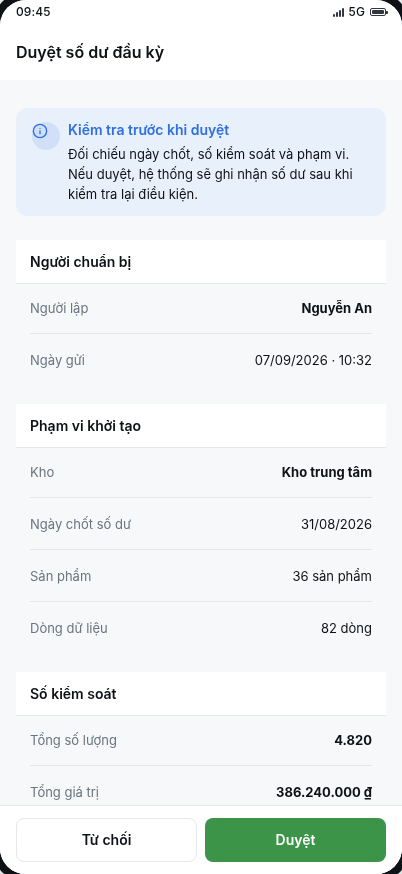 09:45
5G
Duyệt số dư đầu kỳ
Kiểm tra trước khi duyệt
Đối chiếu ngày chốt, số kiểm soát và phạm vi.
Nếu duyệt, hệ thống sẽ ghi nhận số dư sau khi
kiểm tra lại điều kiện.
Người chuẩn bị
Người lập Nguyễn An
Ngày gửi 07/09/2026 · 10:32
Phạm vi khởi tạo
Kho Kho trung tâm
Ngày chốt số dư 31/08/2026
Sản phẩm 36 sản phẩm
Dòng dữ liệu 82 dòng
Số kiểm soát
Tổng số lượng 4.820
Tổng giá trị 386.240.000 ₫
Từ chối Duyệt